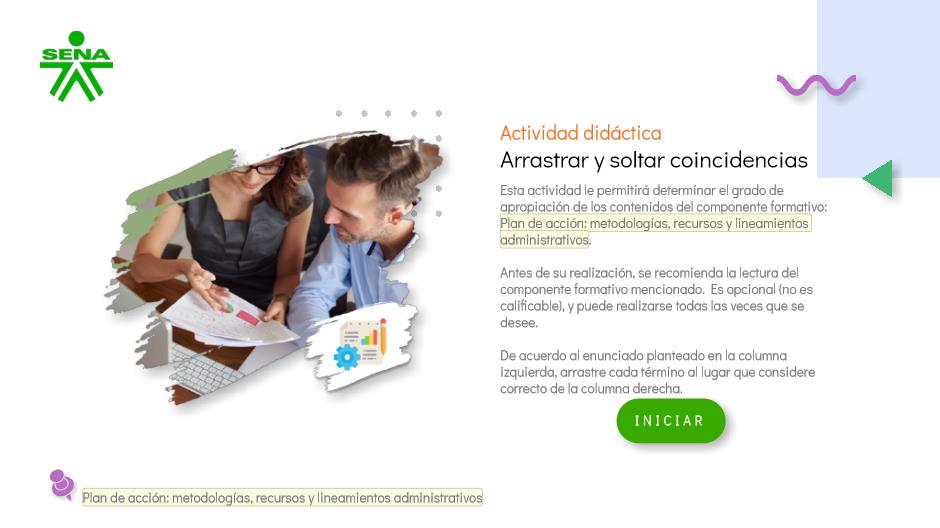 SENA
Actividad didáctica
Arrastrar y soltar coincidencias
Esta actividad le permitirá determinar el grado de
apropiación de los contenidos del componente formativo:
Plan de acción: metodologías, recursos y lineamientos
administrativos.
Antes de su realización, se recomienda la lectura del
componente formativo mencionado. Es opcional (no es
calificable), y puede realizarse todas las veces que se
desee.
De acuerdo al enunciado planteado en la columna
izquierda, arrastre cada término al lugar que considere
correcto de la columna derecha.
INICIAR
Plan de acción: metodologías, recursos y lineamientos administrativos